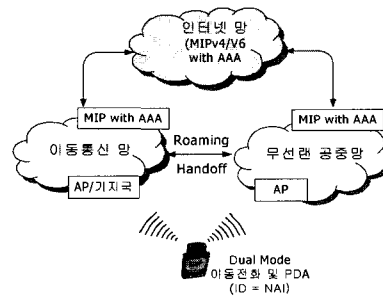 인터넷 망
(MIPv4/V6
with AAA
MIP with AAA
MIP with AAA
이동통신 망
Roaming
Handoff
무선랜 공중망
AP/기지국
AP
Dual Mode
이동전화 및 PDA
(ID = NAI)